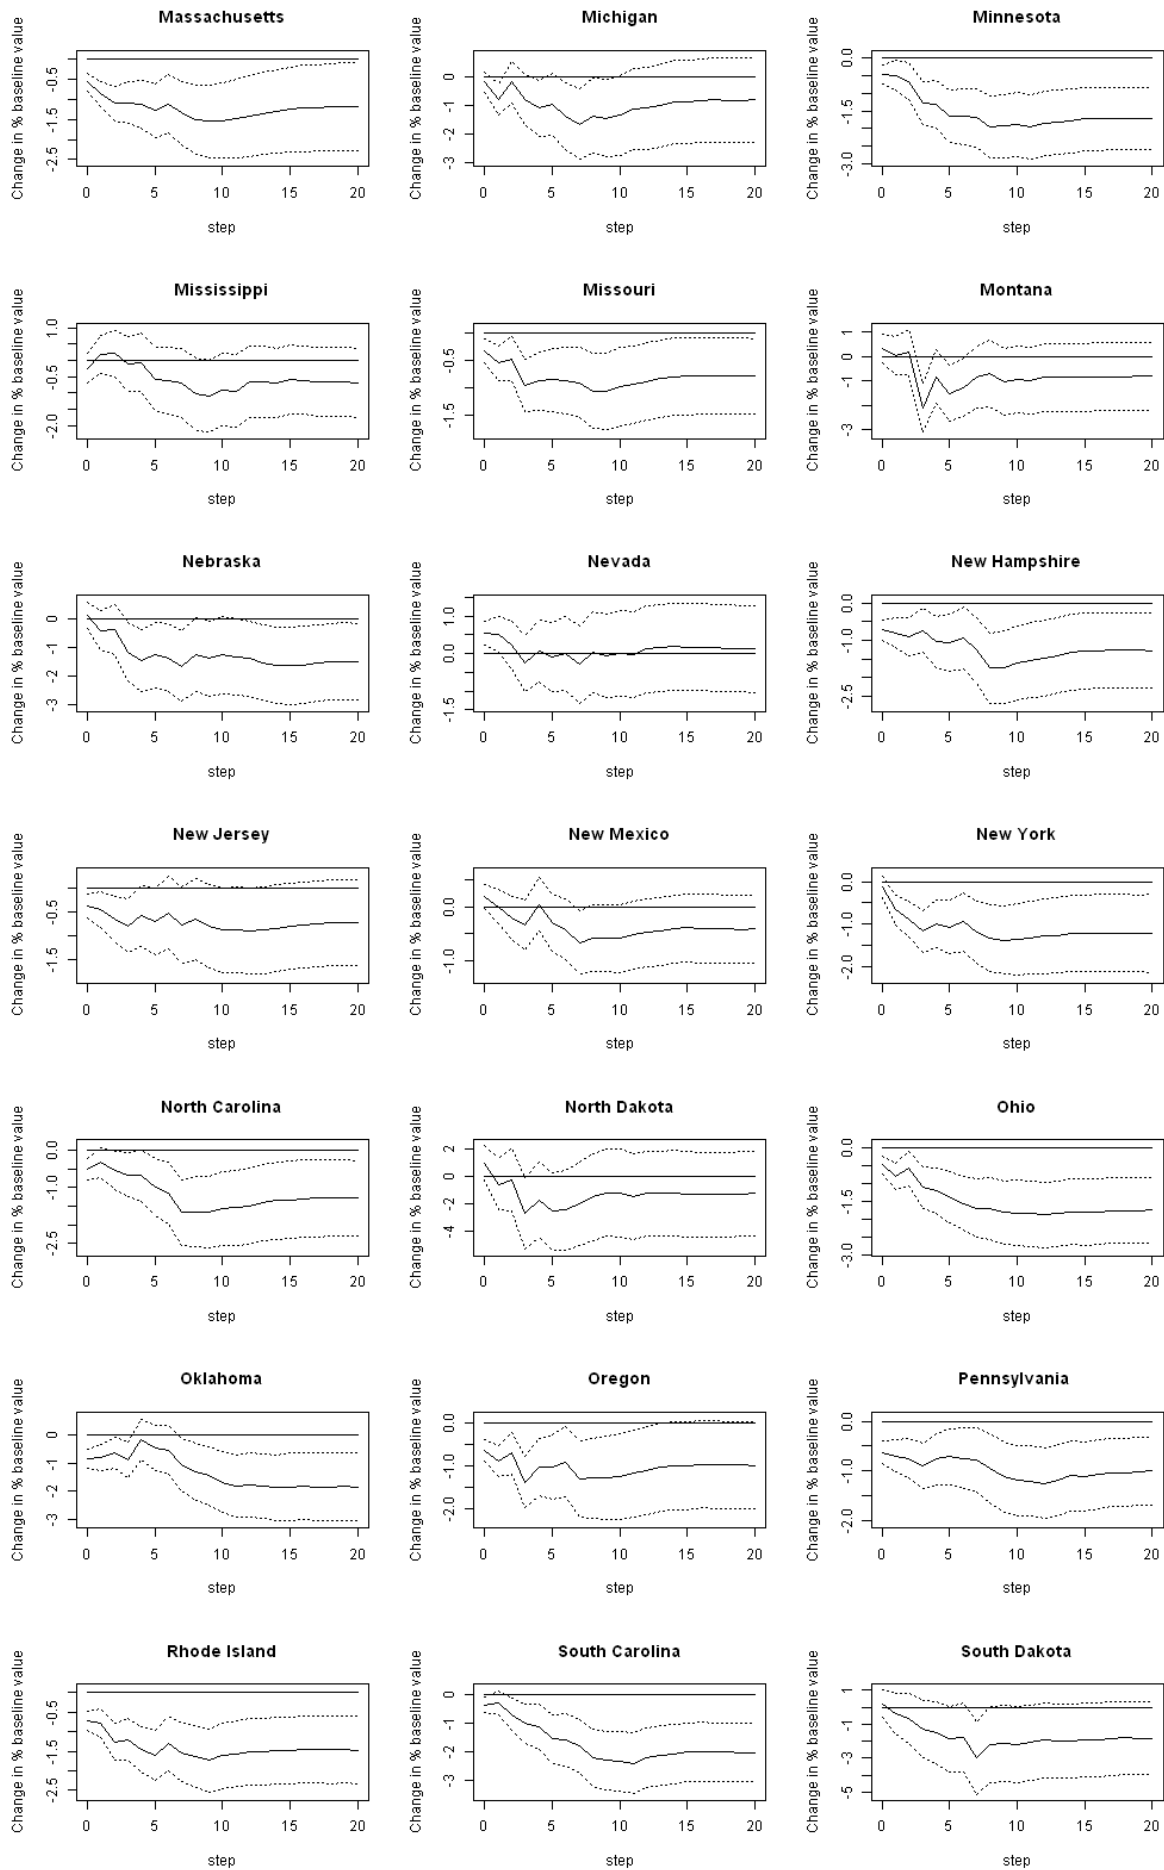 Massachusetts
Change in % baseline value
-0.5
-1.5
-2.5
0 5 10 15 20
step
Michigan
Change in % baseline value
0
-1
-2
-3
0 5 10 15 20
step
Minnesota
Change in % baseline value
0.0
-1.5
-3.0
0 5 10 15 20
step
Mississippi
Change in % baseline value
1.0
-0.5
-2.0
0 5 10 15 20
step
Missouri
Change in % baseline value
-0.5
-1.5
0 5 10 15 20
step
Montana
Change in % baseline value
1
0
-1
-3
0 5 10 15 20
step
Nebraska
Change in % baseline value
0
-1
-2
-3
0 5 10 15 20
step
Nevada
Change in % baseline value
1.0
0.0
-1.5
0 5 10 15 20
step
New Hampshire
Change in % baseline value
0.0
-1.0
-2.5
0 5 10 15 20
step
New Jersey
Change in % baseline value
-0.5
-1.5
0 5 10 15 20
step
New Mexico
Change in % baseline value
0.0
-1.0
0 5 10 15 20
step
New York
Change in % baseline value
0.0
-1.0
-2.0
0 5 10 15 20
step
North Carolina
Change in % baseline value
0.0
-1.0
-2.5
0 5 10 15 20
step
North Dakota
Change in % baseline value
2
0
-2
-4
0 5 10 15 20
step
Ohio
Change in % baseline value
0.0
-1.5
-3.0
0 5 10 15 20
step
Oklahoma
Change in % baseline value
0
-1
-2
-3
0 5 10 15 20
step
Oregon
Change in % baseline value
0.0
-1.0
-2.0
0 5 10 15 20
step
Pennsylvania
Change in % baseline value
0.0
-1.0
-2.0
0 5 10 15 20
step
Rhode Island
Change in % baseline value
-0.5
-1.5
-2.5
0 5 10 15 20
step
South Carolina
Change in % baseline value
0
-1
-2
-3
0 5 10 15 20
step
South Dakota
Change in % baseline value
1
-1
-3
-5
0 5 10 15 20
step